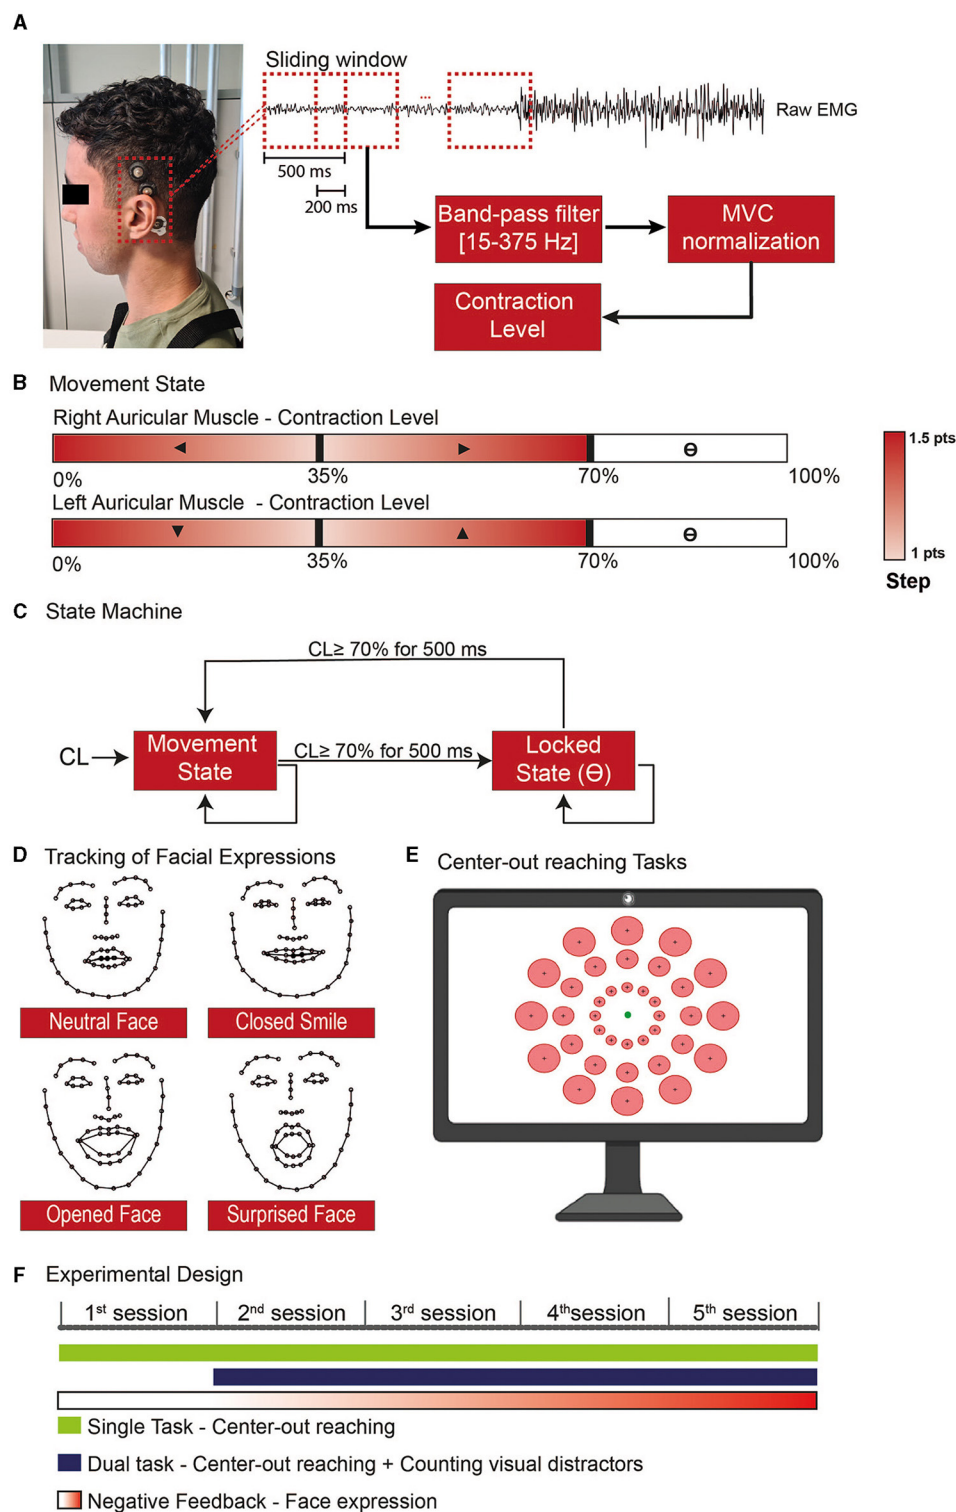 A
Sliding window
...
Raw EMG
500 ms
200 ms
Band-pass filter
[15-375 Hz]
MVC
normalization
Contraction
Level
B Movement State
Right Auricular Muscle - Contraction Level
Ө
0% 35% 70% 100%
Left Auricular Muscle - Contraction Level
Ө
0% 35% 70% 100%
1.5 pts
1 pts
Step
C State Machine
CL≥ 70% for 500 ms
CL
Movement
State
CL≥ 70% for 500 ms
Locked
State (Ө)
D Tracking of Facial Expressions
Neutral Face
Closed Smile
Opened Face
Surprised Face
E Center-out reaching Tasks
F Experimental Design
1st session 2nd session 3rd session 4thsession 5th session
Single Task - Center-out reaching
Dual task - Center-out reaching + Counting visual distractors
Negative Feedback - Face expression